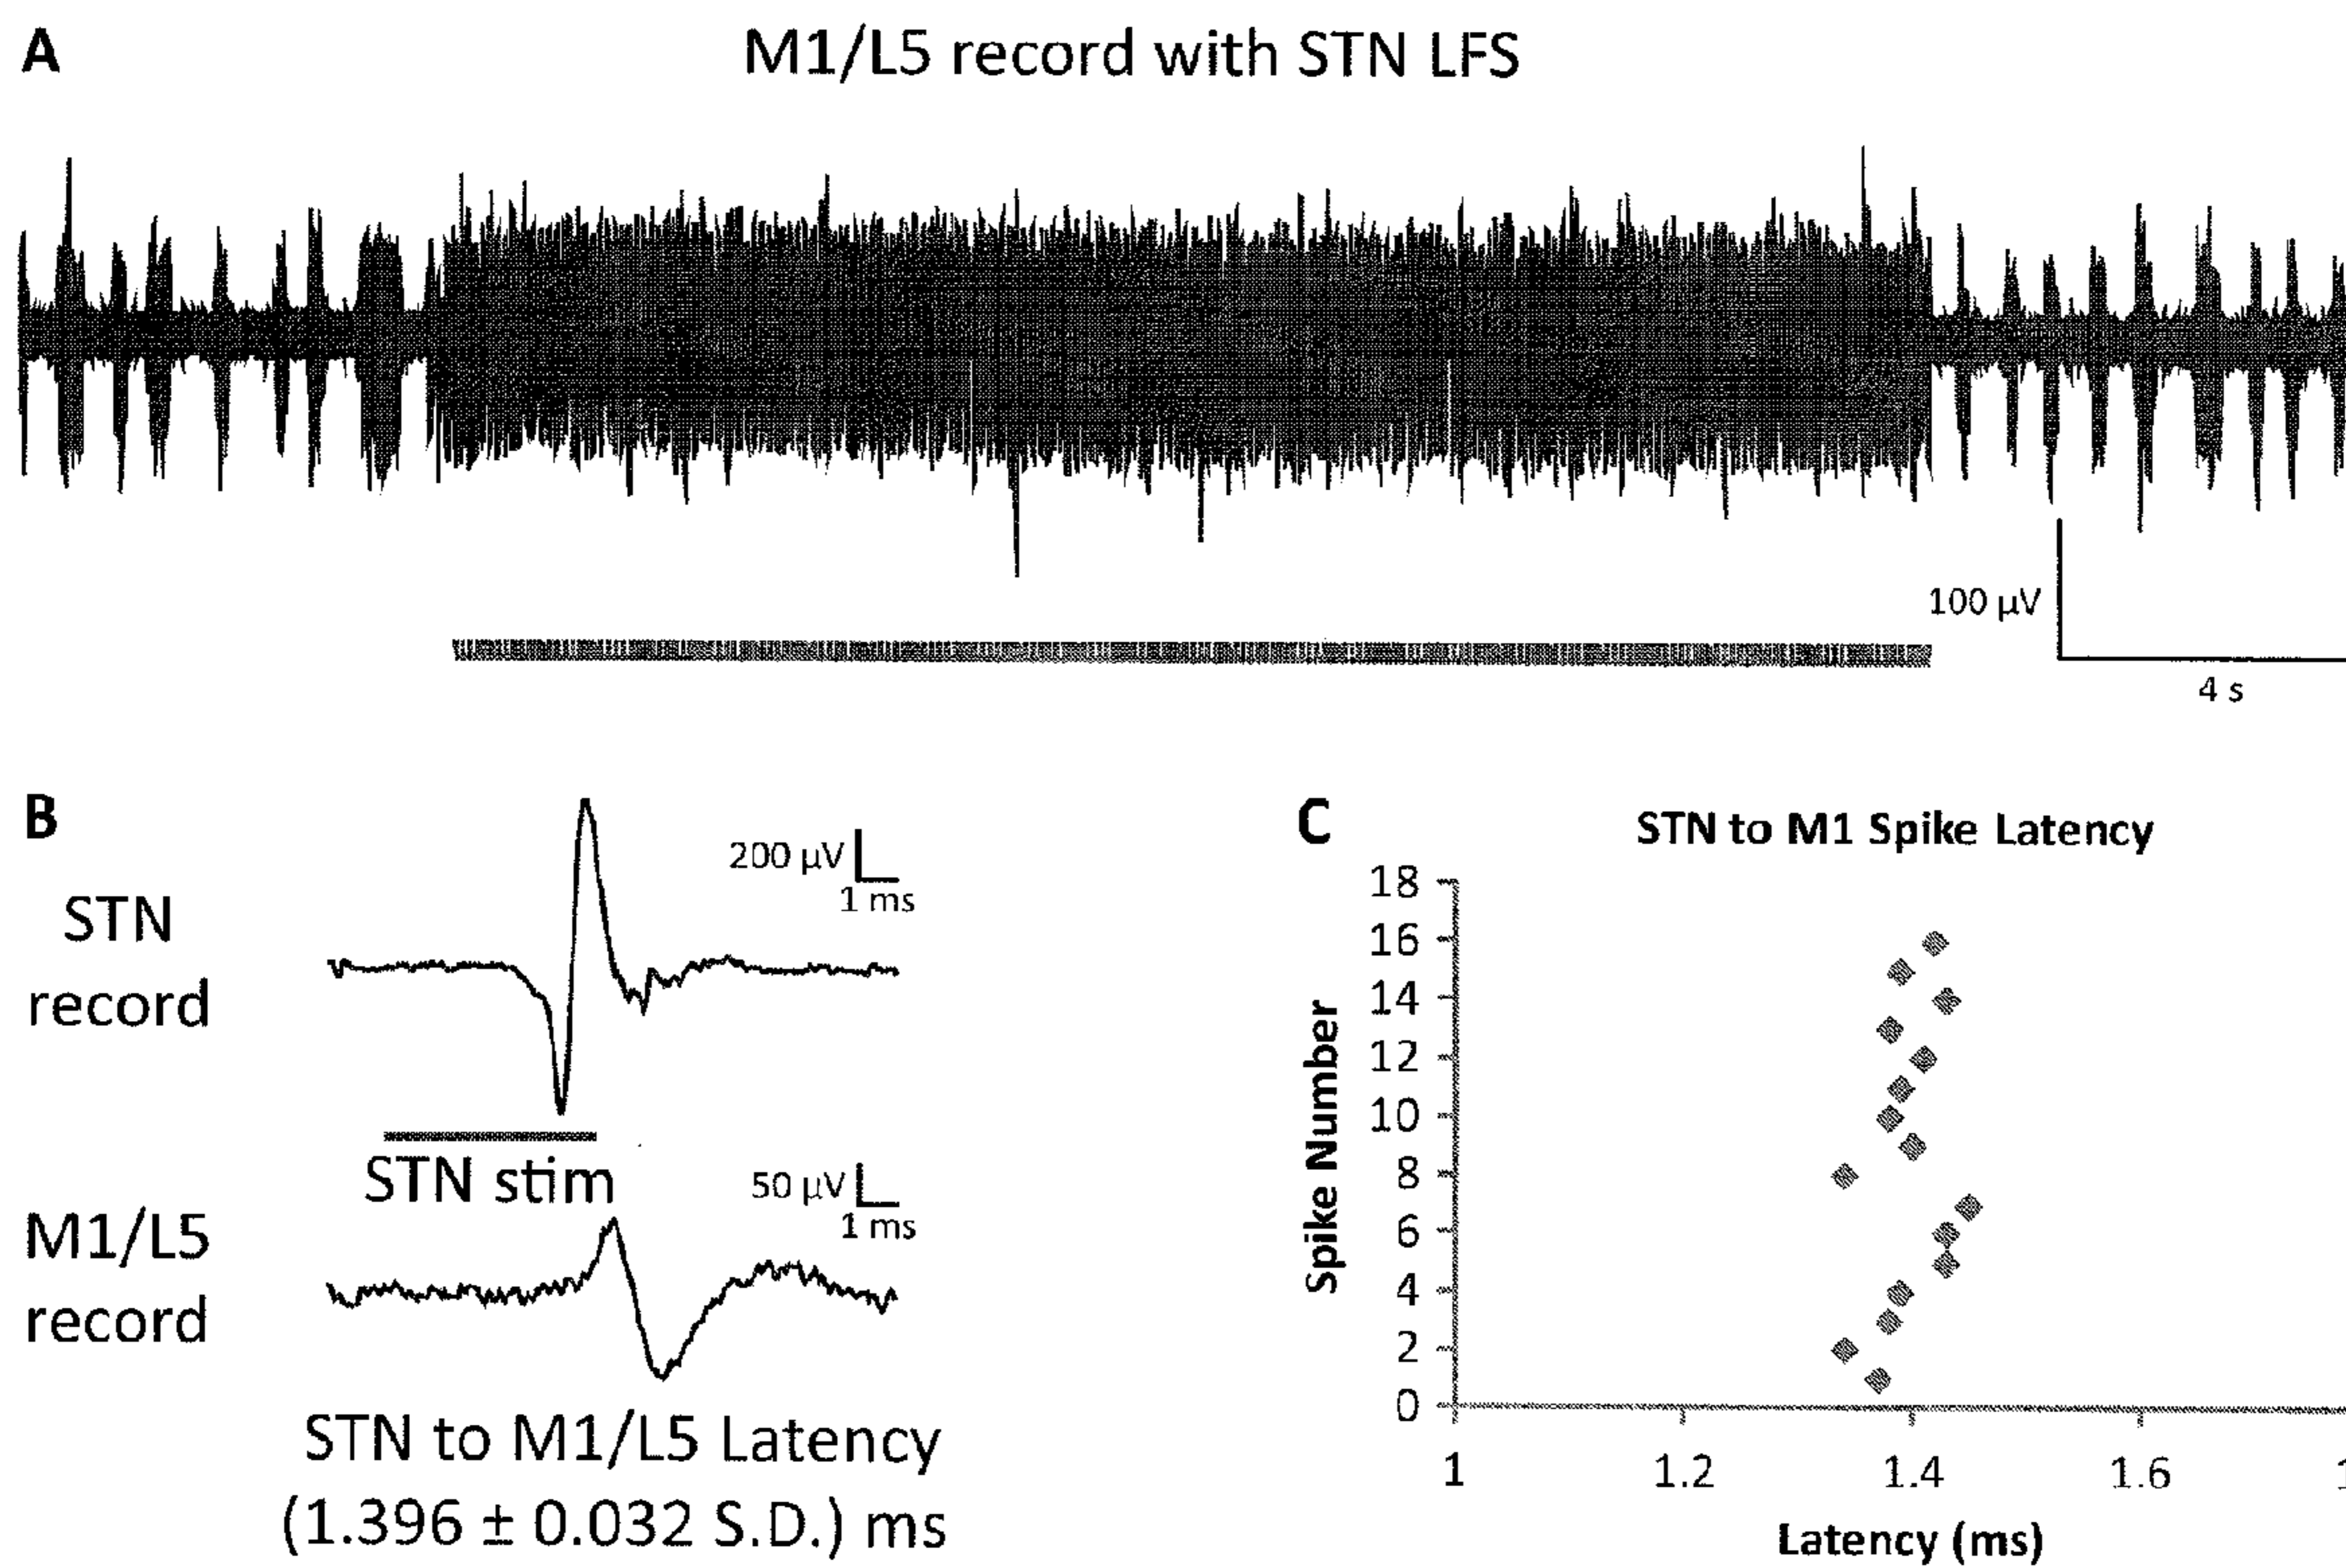 A
M1/L5 record with STN LFS
100 µV
4 s
B
STN
record
200 µV
1 ms
STN stim
M1/L5
record
50 µV
1 ms
STN to M1/L5 Latency
(1.396 ± 0.032 S.D.) ms
C
STN to M1 Spike Latency
Spike Number
18
16
14
12
10
8
6
4
2
0
1
1.2
1.4
1.6
Latency (ms)